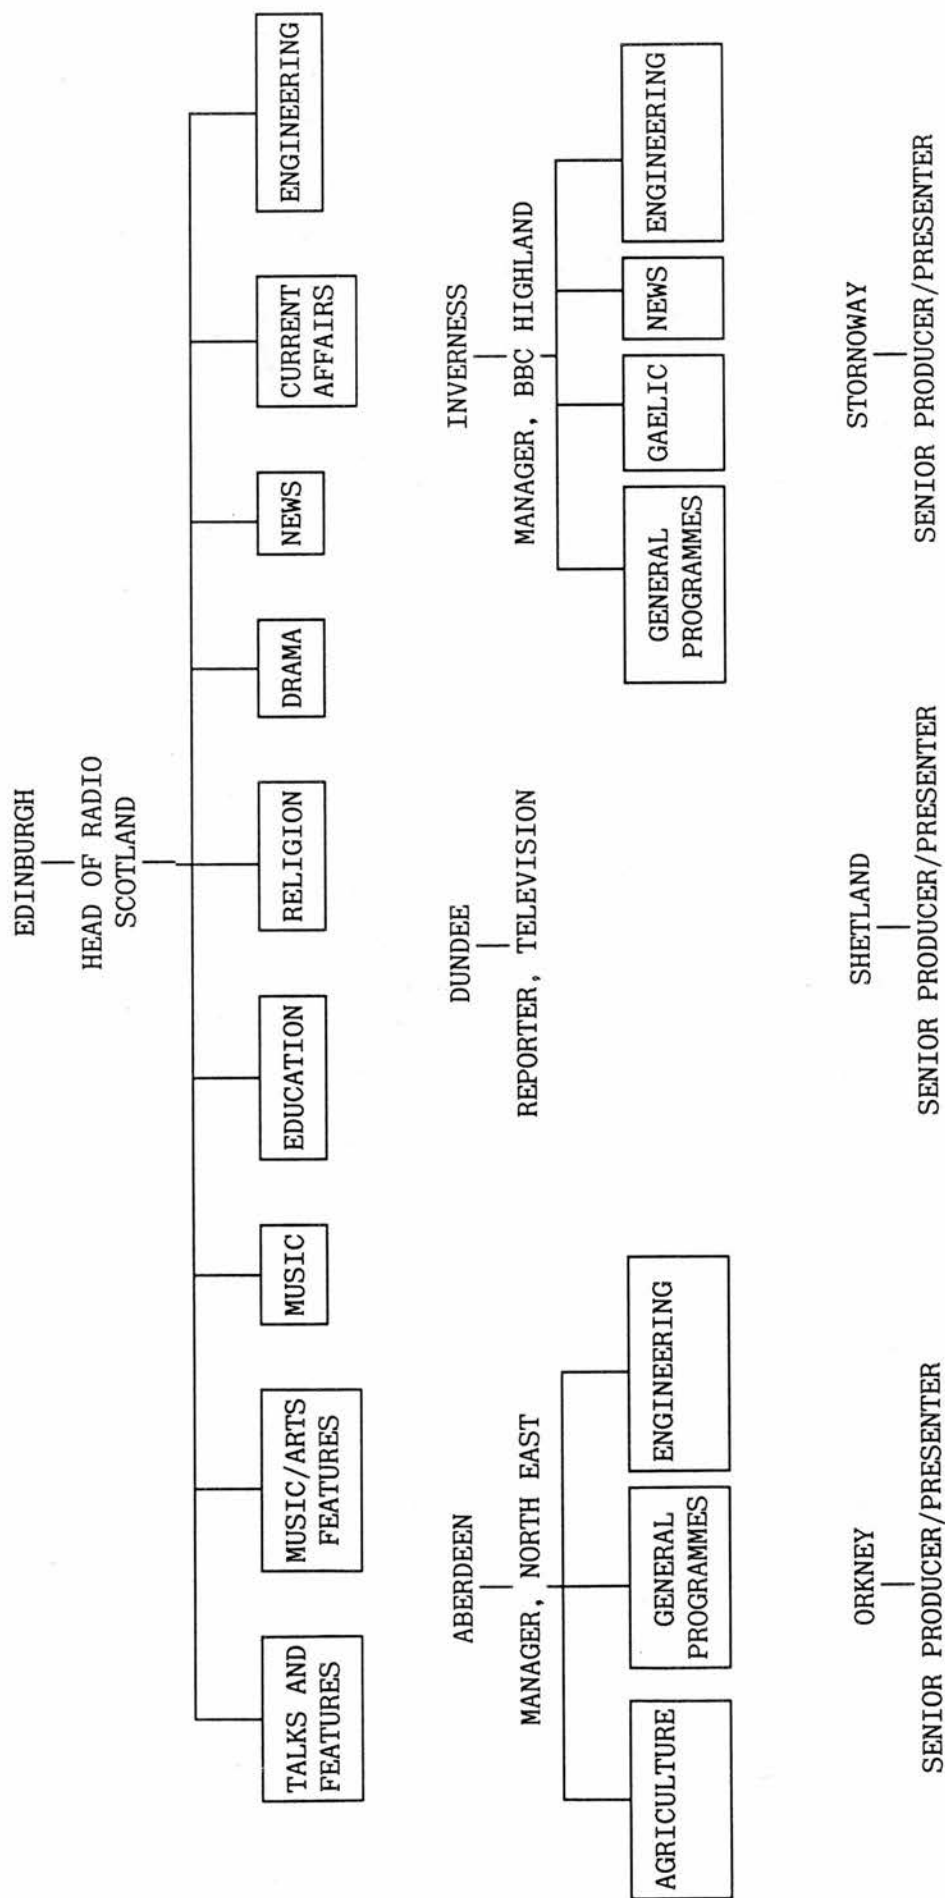 EDINBURGH
HEAD OF RADIO
SCOTLAND
TALKS AND
FEATURES
MUSIC/ARTS
FEATURES
MUSIC
EDUCATION
RELIGION
DRAMA
NEWS
CURRENT
AFFAIRS
ENGINEERING
ABERDEEN
MANAGER, NORTH EAST
AGRICULTURE
GENERAL
PROGRAMMES
ENGINEERING
DUNDEE
REPORTER, TELEVISION
INVERNESS
MANAGER, BBC HIGHLAND
GENERAL
PROGRAMMES
GAELIC
NEWS
ENGINEERING
ORKNEY
SENIOR PRODUCER/PRESENTER
SHETLAND
SENIOR PRODUCER/PRESENTER
STORNOWAY
SENIOR PRODUCER/PRESENTER